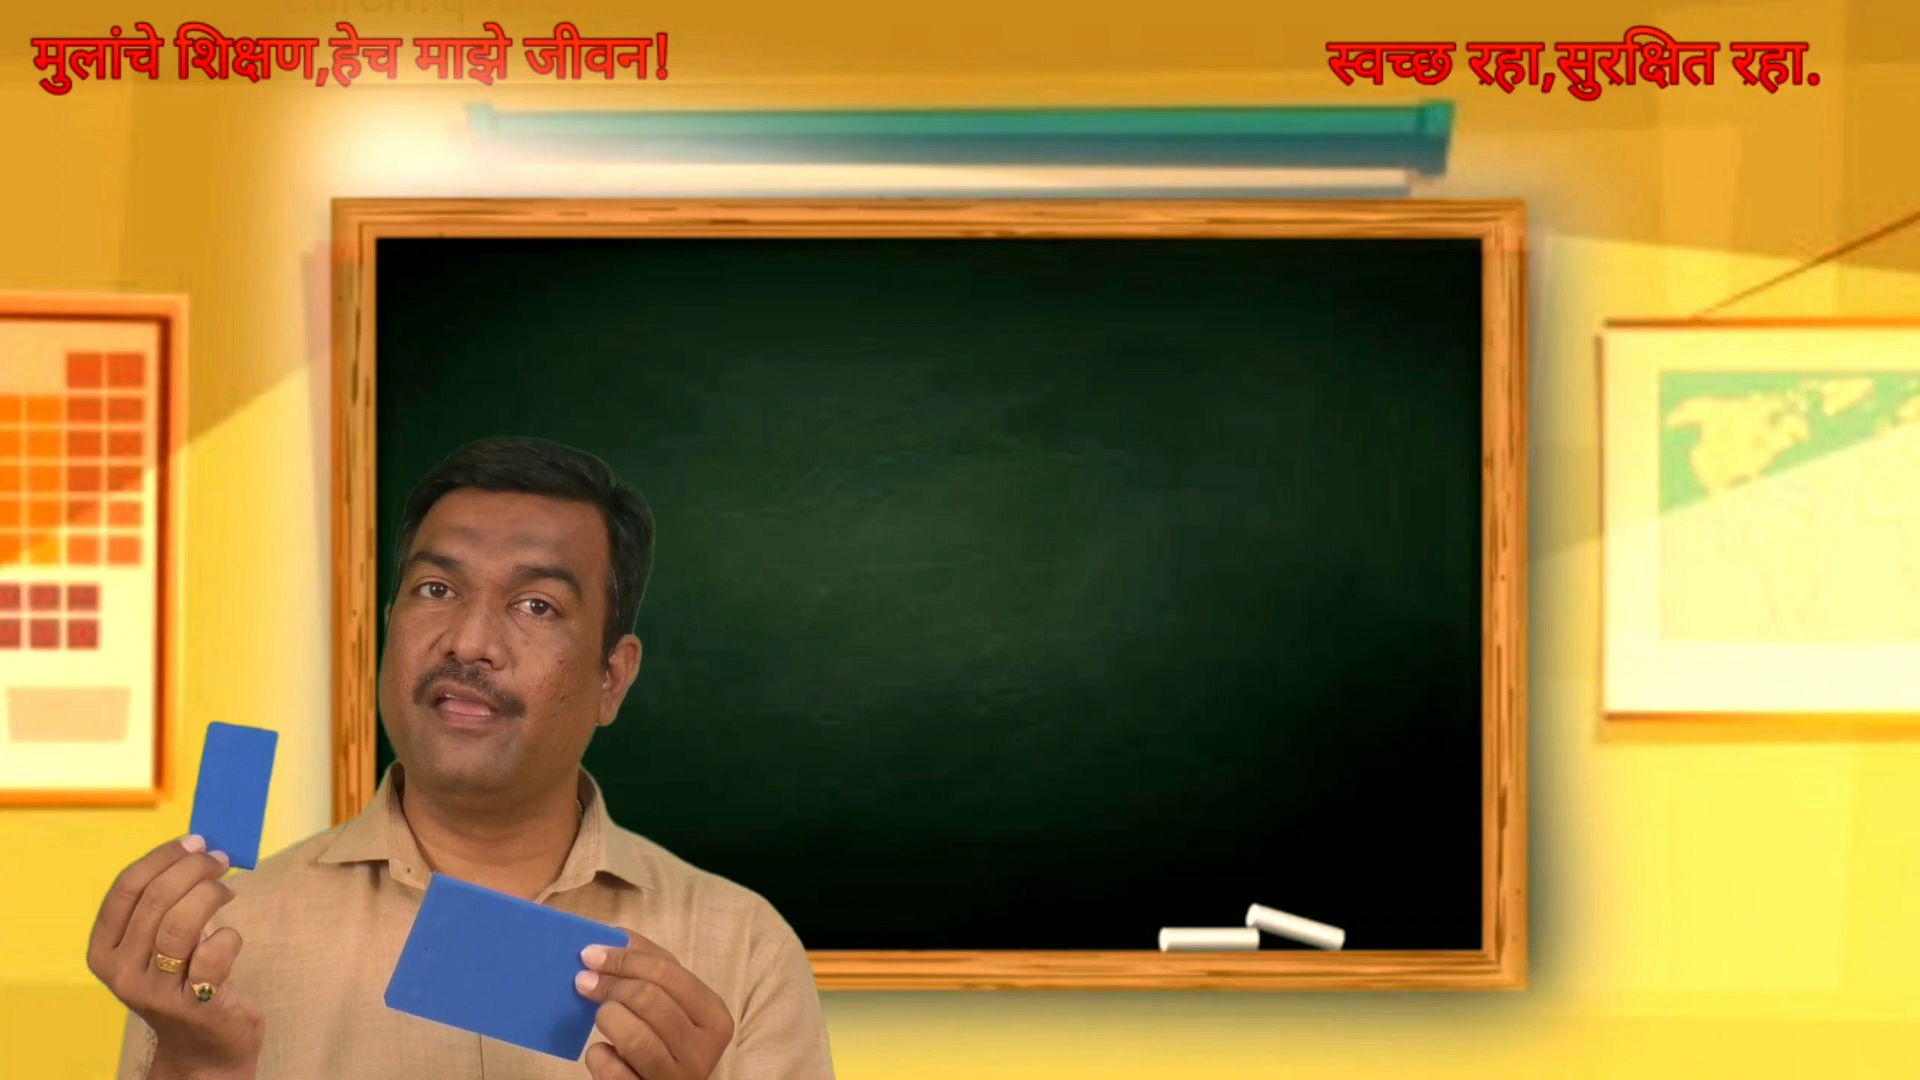 मुलांचे शिक्षण,हेच माझे जीवन!
स्वच्छ रहा,सुरक्षित रहा.